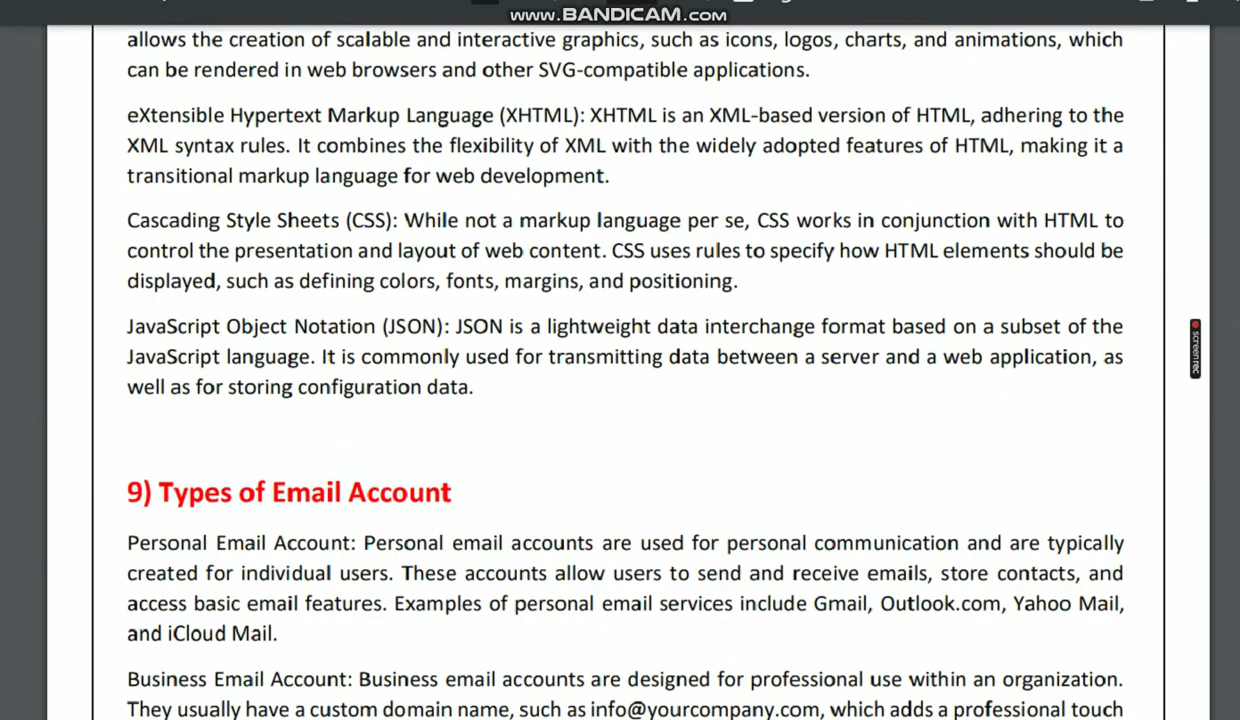 www.BANDICAM.com
allows the creation of scalable and interactive graphics, such as icons, logos, charts, and animations, which
can be rendered in web browsers and other SVG-compatible applications.
eXtensible Hypertext Markup Language (XHTML): XHTML is an XML-based version of HTML, adhering to the
XML syntax rules. It combines the flexibility of XML with the widely adopted features of HTML, making it a
transitional markup language for web development.
Cascading Style Sheets (CSS): While not a markup language per se, CSS works in conjunction with HTML to
control the presentation and layout of web content. CSS uses rules to specify how HTML elements should be
displayed, such as defining colors, fonts, margins, and positioning.
JavaScript Object Notation (JSON): JSON is a lightweight data interchange format based on a subset of the
JavaScript language. It is commonly used for transmitting data between a server and a web application, as
well as for storing configuration data.
screenrec
9) Types of Email Account
Personal Email Account: Personal email accounts are used for personal communication and are typically
created for individual users. These accounts allow users to send and receive emails, store contacts, and
access basic email features. Examples of personal email services include Gmail, Outlook.com, Yahoo Mail,
and iCloud Mail.
Business Email Account: Business email accounts are designed for professional use within an organization.
They usually have a custom domain name, such as info@yourcompany.com, which adds a professional touch